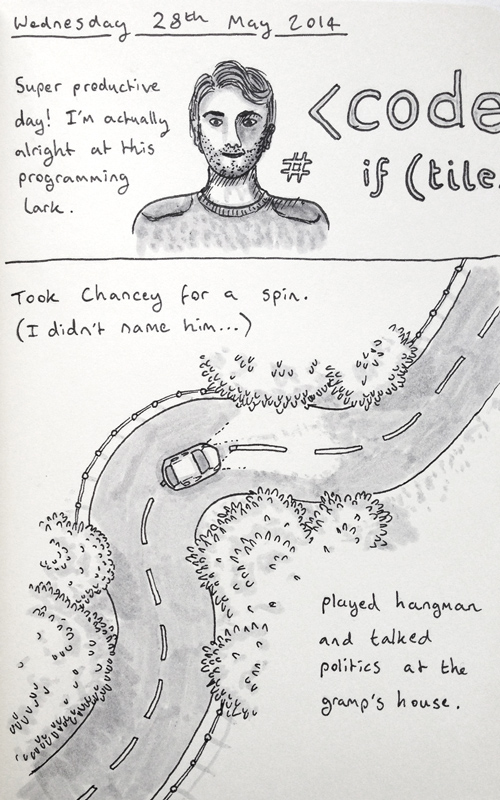 Wednesday 28th May 2014
Super productive
day! I'm actually
alright at this
programming
lark.
<code
# if (tile.
Took Chancey for a spin.
(I didn't name him...)
played hangman
and talked
politics at the
gramp's house.